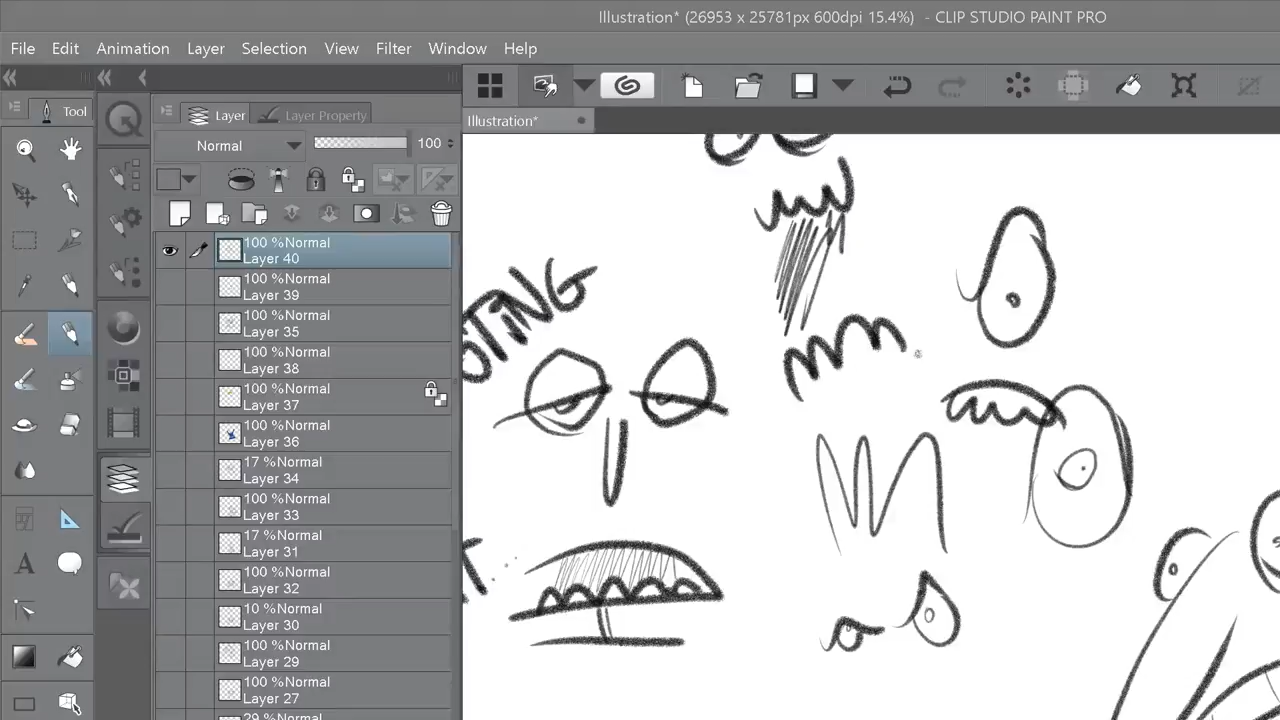 Illustration* (26953 x 25781px 600dpi 15.4%) - CLIP STUDIO PAINT PRO
File Edit Animation Layer Selection View Filter Window Help
Tool
Layer
Layer Property
Illustration*
Normal
100
100 %Normal
Layer 40
100 %Normal
Layer 39
100 %Normal
Layer 35
100 %Normal
Layer 38
100 %Normal
Layer 37
100 %Normal
Layer 36
17 %Normal
Layer 34
100 %Normal
Layer 33
17 %Normal
Layer 31
100 %Normal
Layer 32
10 %Normal
Layer 30
100 %Normal
Layer 29
100 %Normal
Layer 27
29 %Normal